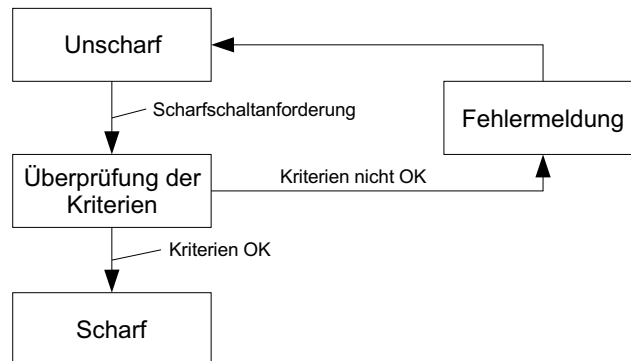 Unscharf
Scharfschaltanforderung
Fehlermeldung
Überprüfung der
Kriterien
Kriterien nicht OK
Kriterien OK
Scharf